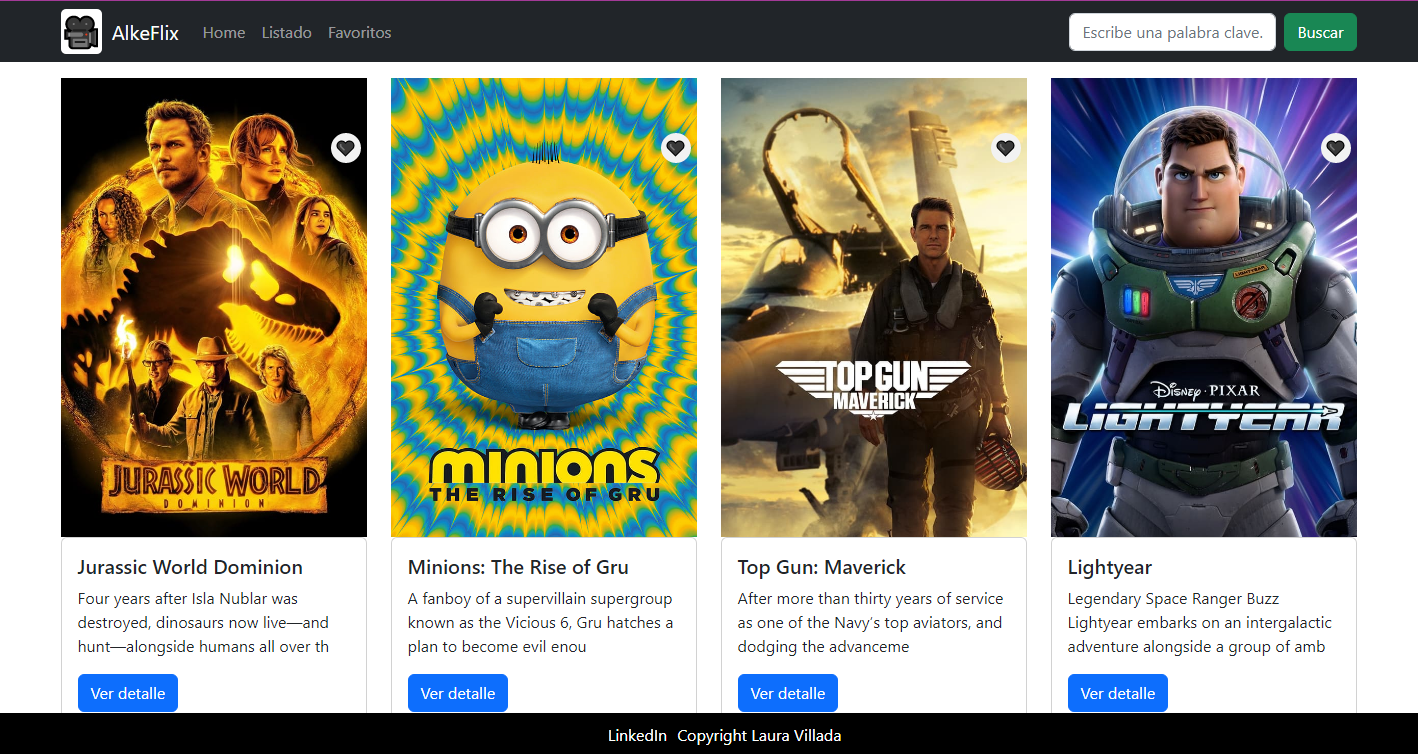 AlkeFlix Home Listado Favoritos Escribe una palabra clave. Buscar
JURASSIC WORLD
DOMINION
MINIONS
THE RISE OF GRU
TOP GUN
MAVERICK
LIGHTYEAR
Disney · PIXAR
LIGHTYEAR
Jurassic World Dominion
Four years after Isla Nublar was
destroyed, dinosaurs now live—and
hunt—alongside humans all over th
Ver detalle
Minions: The Rise of Gru
A fanboy of a supervillain supergroup
known as the Vicious 6, Gru hatches a
plan to become evil enou
Ver detalle
Top Gun: Maverick
After more than thirty years of service
as one of the Navy’s top aviators, and
dodging the advanceme
Ver detalle
Lightyear
Legendary Space Ranger Buzz
Lightyear embarks on an intergalactic
adventure alongside a group of amb
Ver detalle
LinkedIn Copyright Laura Villada